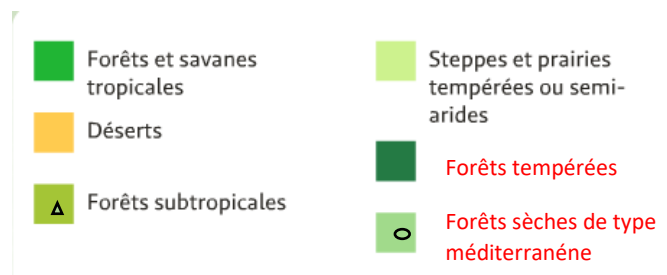 Forêts et savanes
tropicales
Déserts
Forêts subtropicales
Steppes et prairies
tempérées ou semi-
arides
Forêts tempérées
Forêts sèches de type
méditerranéne